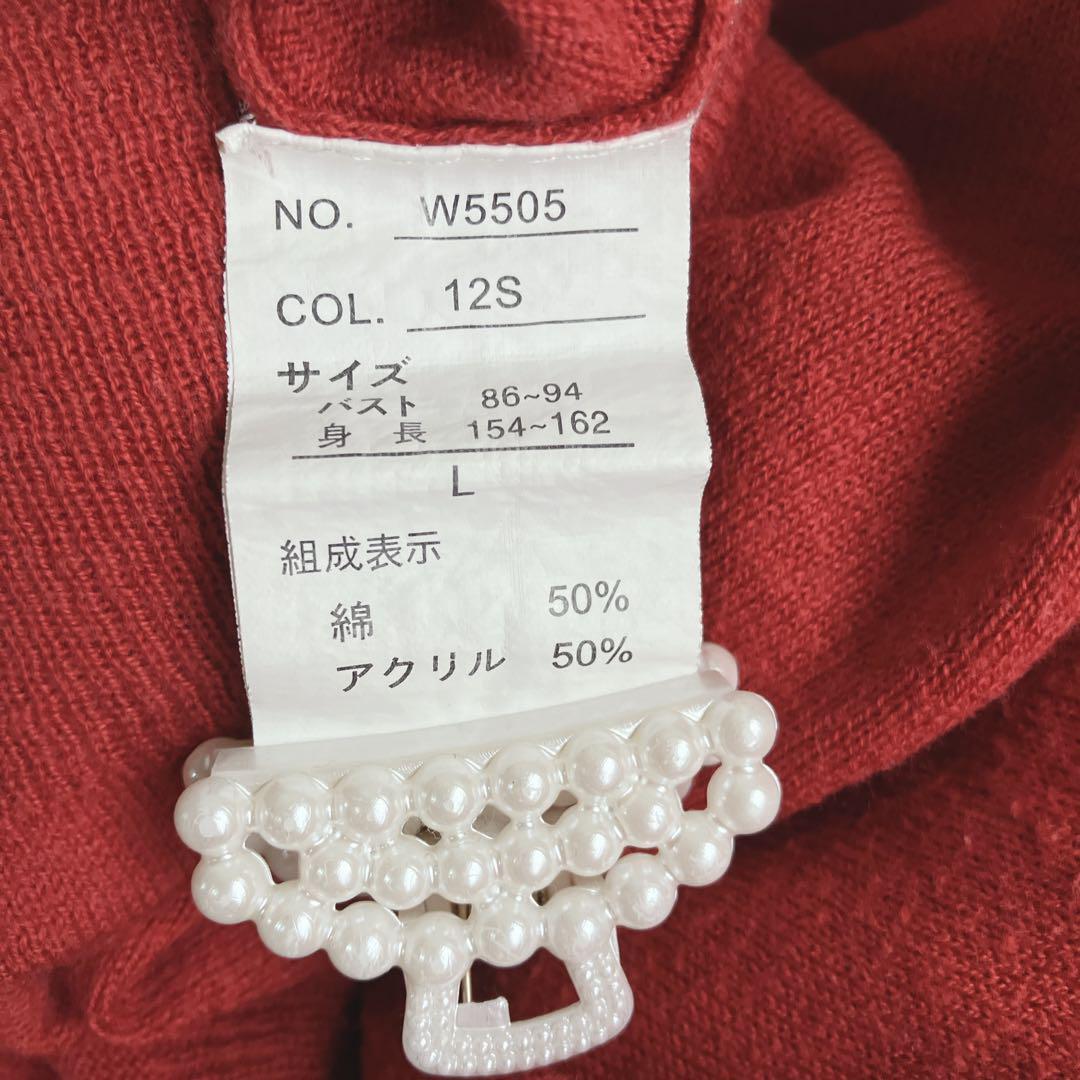 NO. W5505
COL. 12S
サイズ
バスト 86~94
身長 154~162
L
組成表示
綿 50%
アクリル 50%